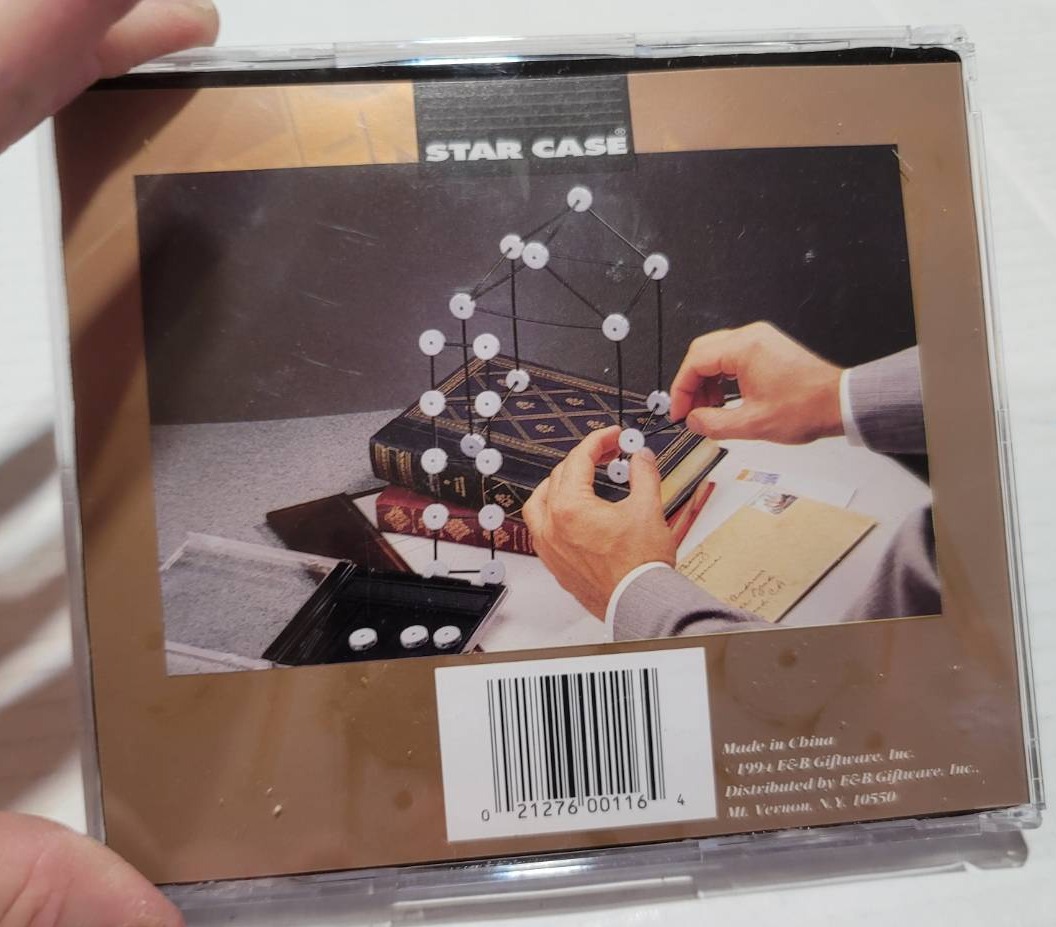 STAR CASE®
0 21276 00116 4
Made in China
1994 E&B Giftware, Inc.
Distributed by E&B Giftware, Inc.,
Mt. Vernon, N.Y. 10550